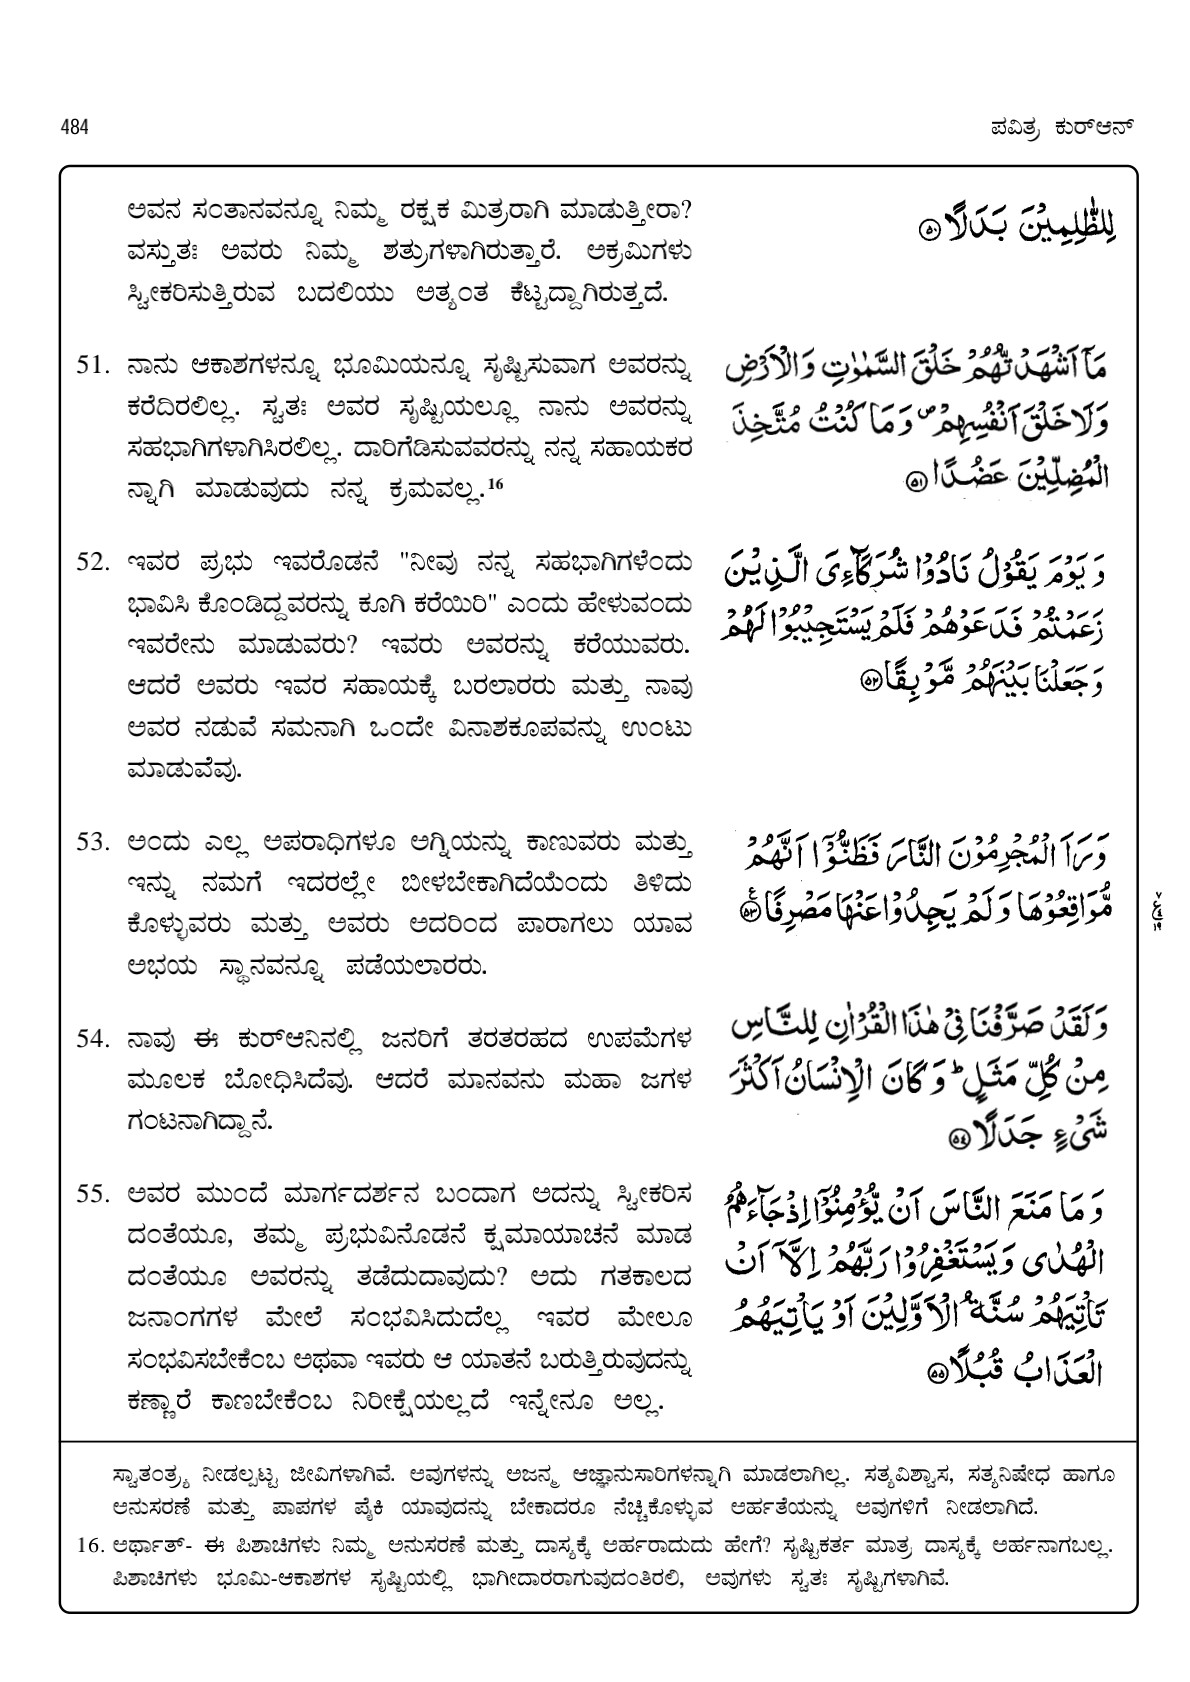 484
ಪವಿತ್ರ ಕುರ್‌ಆನ್
ಅವನ ಸಂತಾನವನ್ನೂ ನಿಮ್ಮ ರಕ್ಷಕ ಮಿತ್ರರಾಗಿ ಮಾಡುತ್ತೀರಾ?
ವಸ್ತುತಃ ಅವರು ನಿಮ್ಮ ಶತ್ರುಗಳಾಗಿರುತ್ತಾರೆ. ಅಕ್ರಮಿಗಳು
ಸ್ವೀಕರಿಸುತ್ತಿರುವ ಬದಲಿಯು ಅತ್ಯಂತ ಕೆಟ್ಟದ್ದಾಗಿರುತ್ತದೆ.
لِلظّٰلِمِيْنَ بَدَلًا ۝۵۰
51. ನಾನು ಆಕಾಶಗಳನ್ನೂ ಭೂಮಿಯನ್ನೂ ಸೃಷ್ಟಿಸುವಾಗ ಅವರನ್ನು
ಕರೆದಿರಲಿಲ್ಲ. ಸ್ವತಃ ಅವರ ಸೃಷ್ಟಿಯಲ್ಲೂ ನಾನು ಅವರನ್ನು
ಸಹಭಾಗಿಗಳಾಗಿಸಿರಲಿಲ್ಲ. ದಾರಿಗೆಡಿಸುವವರನ್ನು ನನ್ನ ಸಹಾಯಕರ
ನ್ನಾಗಿ ಮಾಡುವುದು ನನ್ನ ಕ್ರಮವಲ್ಲ.16
مَاۤ اَشْهَدْتُّهُمْ خَلْقَ السَّمٰوٰتِ وَالْاَرْضِ
وَلَا خَلْقَ اَنْفُسِهِمْ ۪ وَمَا كُنْتُ مُتَّخِذَ
الْمُضِلِّيْنَ عَضُدًا ۝۵۱
52. ಇವರ ಪ್ರಭು ಇವರೊಡನೆ "ನೀವು ನನ್ನ ಸಹಭಾಗಿಗಳೆಂದು
ಭಾವಿಸಿ ಕೊಂಡಿದ್ದವರನ್ನು ಕೂಗಿ ಕರೆಯಿರಿ" ಎಂದು ಹೇಳುವಂದು
ಇವರೇನು ಮಾಡುವರು? ಇವರು ಅವರನ್ನು ಕರೆಯುವರು.
ಆದರೆ ಅವರು ಇವರ ಸಹಾಯಕ್ಕೆ ಬರಲಾರರು ಮತ್ತು ನಾವು
ಅವರ ನಡುವೆ ಸಮನಾಗಿ ಒಂದೇ ವಿನಾಶಕೂಪವನ್ನು ಉಂಟು
ಮಾಡುವೆವು.
وَيَوْمَ يَقُوْلُ نَادُوْا شُرَكَآءِيَ الَّذِيْنَ
زَعَمْتُمْ فَدَعَوْهُمْ فَلَمْ يَسْتَجِيْبُوْا لَهُمْ
وَجَعَلْنَا بَيْنَهُمْ مَّوْبِقًا ۝۵۲
53. ಅಂದು ಎಲ್ಲ ಅಪರಾಧಿಗಳೂ ಅಗ್ನಿಯನ್ನು ಕಾಣುವರು ಮತ್ತು
ಇನ್ನು ನಮಗೆ ಇದರಲ್ಲೇ ಬೀಳಬೇಕಾಗಿದೆಯೆಂದು ತಿಳಿದು
ಕೊಳ್ಳುವರು ಮತ್ತು ಅವರು ಅದರಿಂದ ಪಾರಾಗಲು ಯಾವ
ಅಭಯ ಸ್ಥಾನವನ್ನೂ ಪಡೆಯಲಾರರು.
وَرَاَ الْمُجْرِمُوْنَ النَّارَ فَظَنُّوْۤا اَنَّهُمْ
مُّوَاقِعُوْهَا وَلَمْ يَجِدُوْا عَنْهَا مَصْرِفًا ۝۵۳
54. ನಾವು ಈ ಕುರ್‌ಆನಿನಲ್ಲಿ ಜನರಿಗೆ ತರತರಹದ ಉಪಮೆಗಳ
ಮೂಲಕ ಬೋಧಿಸಿದೆವು. ಆದರೆ ಮಾನವನು ಮಹಾ ಜಗಳ
ಗಂಟನಾಗಿದ್ದಾನೆ.
وَلَقَدْ صَرَّفْنَا فِيْ هٰذَا الْقُرْاٰنِ لِلنَّاسِ
مِنْ كُلِّ مَثَلٍ ؕ وَكَانَ الْاِنْسَانُ اَكْثَرَ
شَيْءٍ جَدَلًا ۝۵۴
55. ಅವರ ಮುಂದೆ ಮಾರ್ಗದರ್ಶನ ಬಂದಾಗ ಅದನ್ನು ಸ್ವೀಕರಿಸ
ದಂತೆಯೂ, ತಮ್ಮ ಪ್ರಭುವಿನೊಡನೆ ಕ್ಷಮಾಯಾಚನೆ ಮಾಡ
ದಂತೆಯೂ ಅವರನ್ನು ತಡೆದುದಾವುದು? ಅದು ಗತಕಾಲದ
ಜನಾಂಗಗಳ ಮೇಲೆ ಸಂಭವಿಸಿದುದೆಲ್ಲ ಇವರ ಮೇಲೂ
ಸಂಭವಿಸಬೇಕೆಂಬ ಅಥವಾ ಇವರು ಆ ಯಾತನೆ ಬರುತ್ತಿರುವುದನ್ನು
ಕಣ್ಣಾರೆ ಕಾಣಬೇಕೆಂಬ ನಿರೀಕ್ಷೆಯಲ್ಲದೆ ಇನ್ನೇನೂ ಅಲ್ಲ.
وَمَا مَنَعَ النَّاسَ اَنْ يُّؤْمِنُوْۤا اِذْ جَآءَهُمُ
الْهُدٰى وَيَسْتَغْفِرُوْا رَبَّهُمْ اِلَّاۤ اَنْ
تَاْتِيَهُمْ سُنَّةُ الْاَوَّلِيْنَ اَوْ يَاْتِيَهُمُ
الْعَذَابُ قُبُلًا ۝۵۵
ಸ್ವಾತಂತ್ರ್ಯ ನೀಡಲ್ಪಟ್ಟ ಜೀವಿಗಳಾಗಿವೆ. ಅವುಗಳನ್ನು ಅಜನ್ಮ ಆಜ್ಞಾನುಸಾರಿಗಳನ್ನಾಗಿ ಮಾಡಲಾಗಿಲ್ಲ. ಸತ್ಯವಿಶ್ವಾಸ, ಸತ್ಯನಿಷೇಧ ಹಾಗೂ
ಅನುಸರಣೆ ಮತ್ತು ಪಾಪಗಳ ಪೈಕಿ ಯಾವುದನ್ನು ಬೇಕಾದರೂ ನೆಚ್ಚಿಕೊಳ್ಳುವ ಅರ್ಹತೆಯನ್ನು ಅವುಗಳಿಗೆ ನೀಡಲಾಗಿದೆ.
16. ಅರ್ಥಾತ್- ಈ ಪಿಶಾಚಿಗಳು ನಿಮ್ಮ ಅನುಸರಣೆ ಮತ್ತು ದಾಸ್ಯಕ್ಕೆ ಅರ್ಹರಾದುದು ಹೇಗೆ? ಸೃಷ್ಟಿಕರ್ತ ಮಾತ್ರ ದಾಸ್ಯಕ್ಕೆ ಅರ್ಹನಾಗಬಲ್ಲ.
ಪಿಶಾಚಿಗಳು ಭೂಮಿ-ಆಕಾಶಗಳ ಸೃಷ್ಟಿಯಲ್ಲಿ ಭಾಗೀದಾರರಾಗುವುದಂತಿರಲಿ, ಅವುಗಳು ಸ್ವತಃ ಸೃಷ್ಟಿಗಳಾಗಿವೆ.